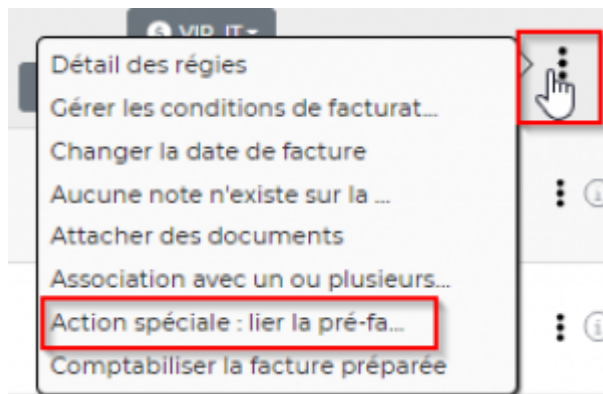 VIP_IT
Détail des régies
Gérer les conditions de facturat...
Changer la date de facture
Aucune note n'existe sur la ...
Attacher des documents
Association avec un ou plusieurs...
Action spéciale : lier la pré-fa...
Comptabiliser la facture préparée